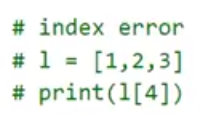 # index error
# l = [1,2,3]
# print(l[4])